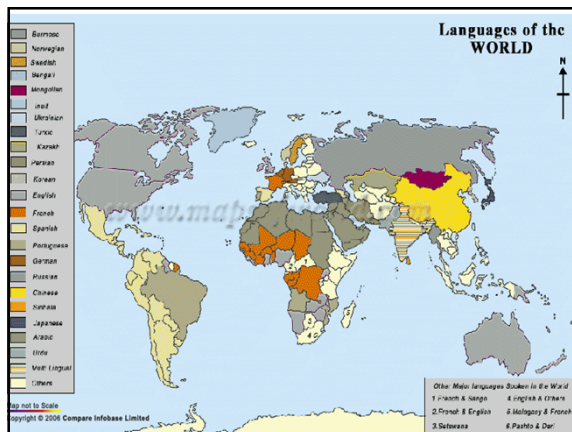 Languages of the
WORLD
N
Burmese
Norwegian
Swedish
Bengali
Mongolian
Inuit
Ukrainian
Turkic
Kazakh
Persian
Korean
English
French
Spanish
Portuguese
German
Russian
Chinese
Sinhala
Japanese
Arabic
Urdu
Multi Lingual
Others
Map not to Scale
Copyright © 2006 Compare Infobase Limited
Other Major languages Spoken in the World
1. French & Sango
2. French & English
3. Setswana
4. English & Others
5. Malagasy & French
6. Pashto & Dari